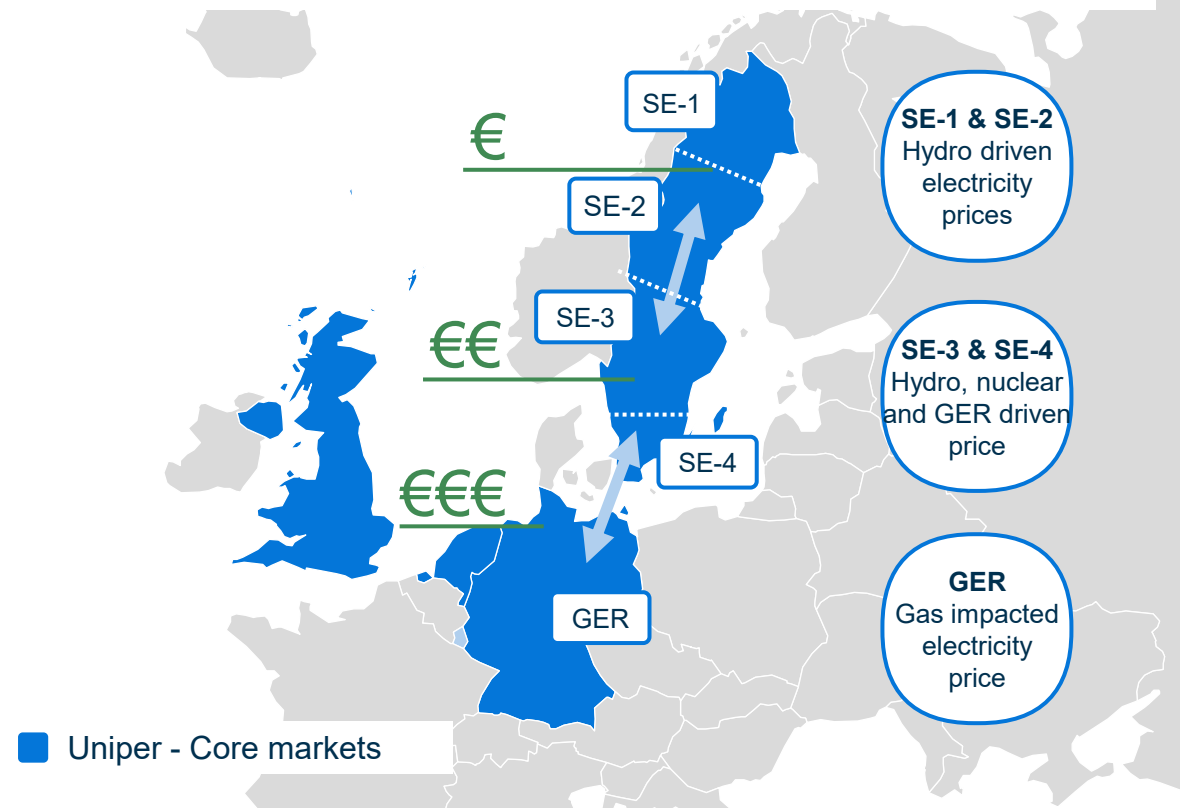 SE-1
€
SE-2
SE-3
€€
SE-4
€€€
GER
SE-1 & SE-2
Hydro driven
electricity
prices
SE-3 & SE-4
Hydro, nuclear
and GER driven
price
GER
Gas impacted
electricity
price
Uniper - Core markets